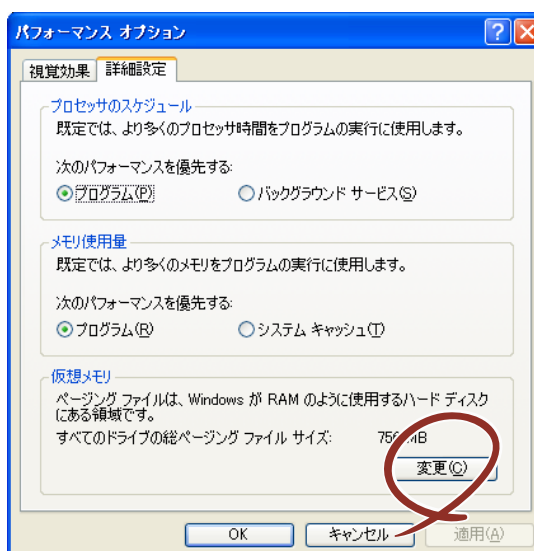 パフォーマンス オプション
視覚効果
詳細設定
プロセッサのスケジュール
既定では、より多くのプロセッサ時間をプログラムの実行に使用します。
次のパフォーマンスを優先する:
プログラム(P)
バックグラウンド サービス(S)
メモリ使用量
既定では、より多くのメモリをプログラムの実行に使用します。
次のパフォーマンスを優先する:
プログラム(R)
システム キャッシュ(T)
仮想メモリ
ページング ファイルは、Windows が RAM のように使用するハード ディスク
にある領域です。
すべてのドライブの総ページング ファイル サイズ: MB
変更(C)
OK
キャンセル
適用(A)